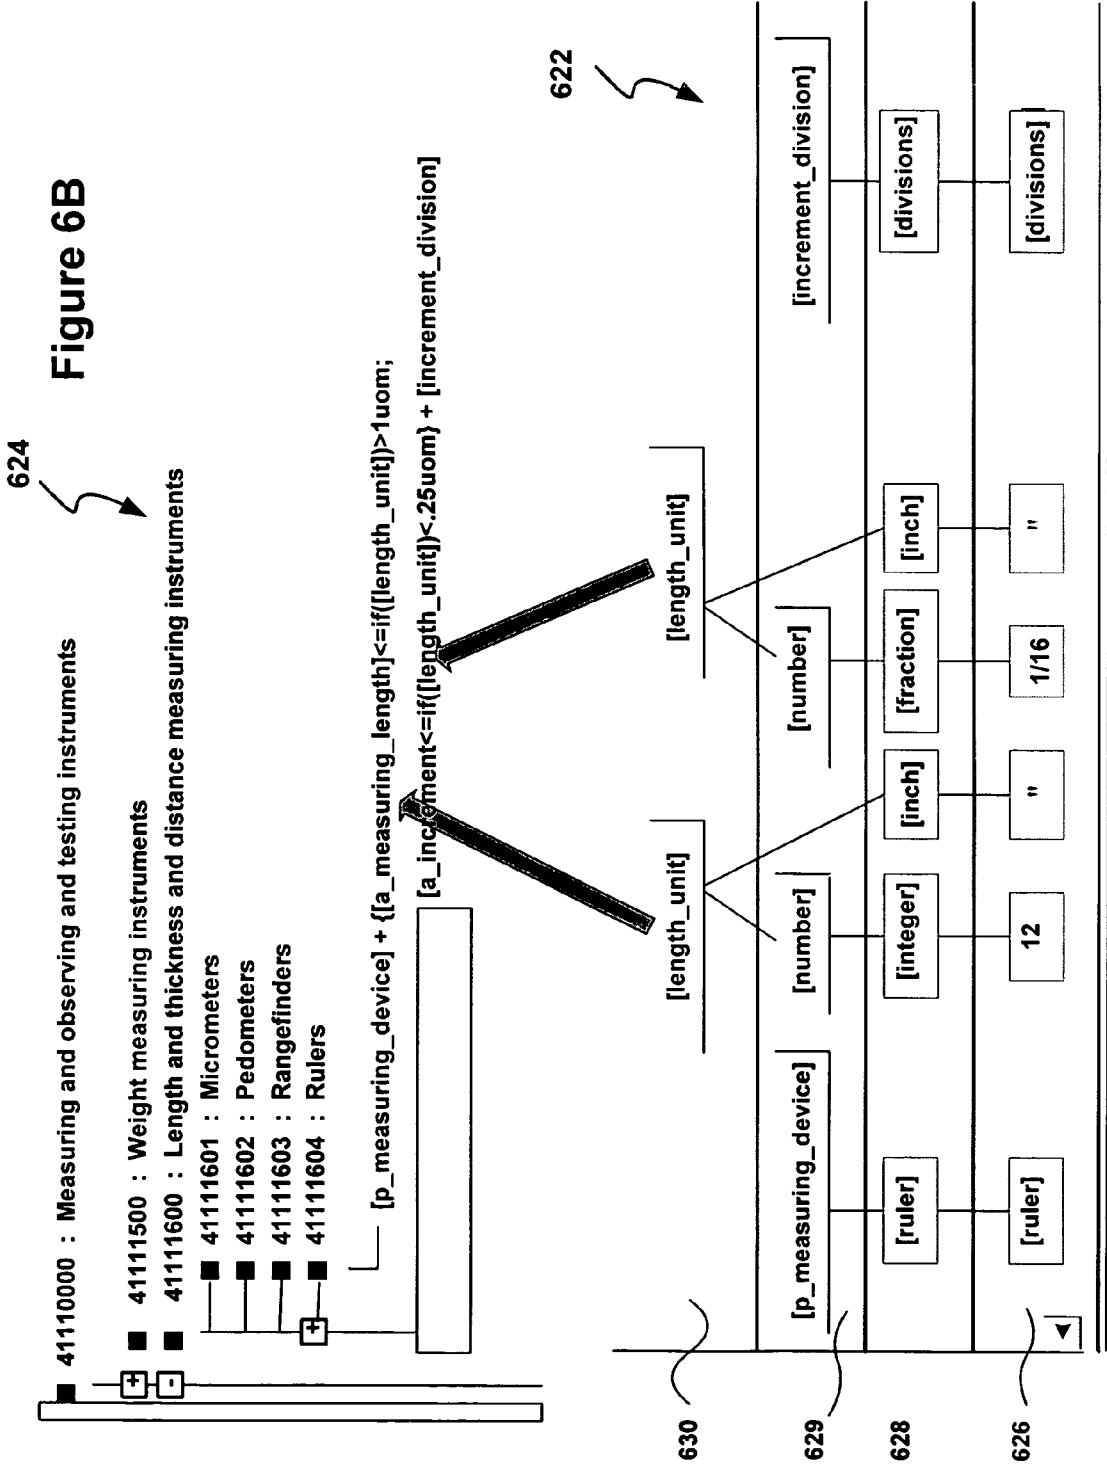 Figure 6B
624
41110000 : Measuring and observing and testing instruments
+ 41111500 : Weight measuring instruments
- 41111600 : Length and thickness and distance measuring instruments
41111601 : Micrometers
41111602 : Pedometers
41111603 : Rangefinders
+ 41111604 : Rulers
[p_measuring_device] + {[a_measuring_length]<=if([length_unit])>1uom;
[a_increment<=if([length_unit])<.25uom} + [increment_division]
622
630
[length_unit] [length_unit]
629
[p_measuring_device] [number] [number] [increment_division]
628
[ruler] [integer] [inch] [fraction] [inch] [divisions]
626
[ruler] 12 " 1/16 " [divisions]